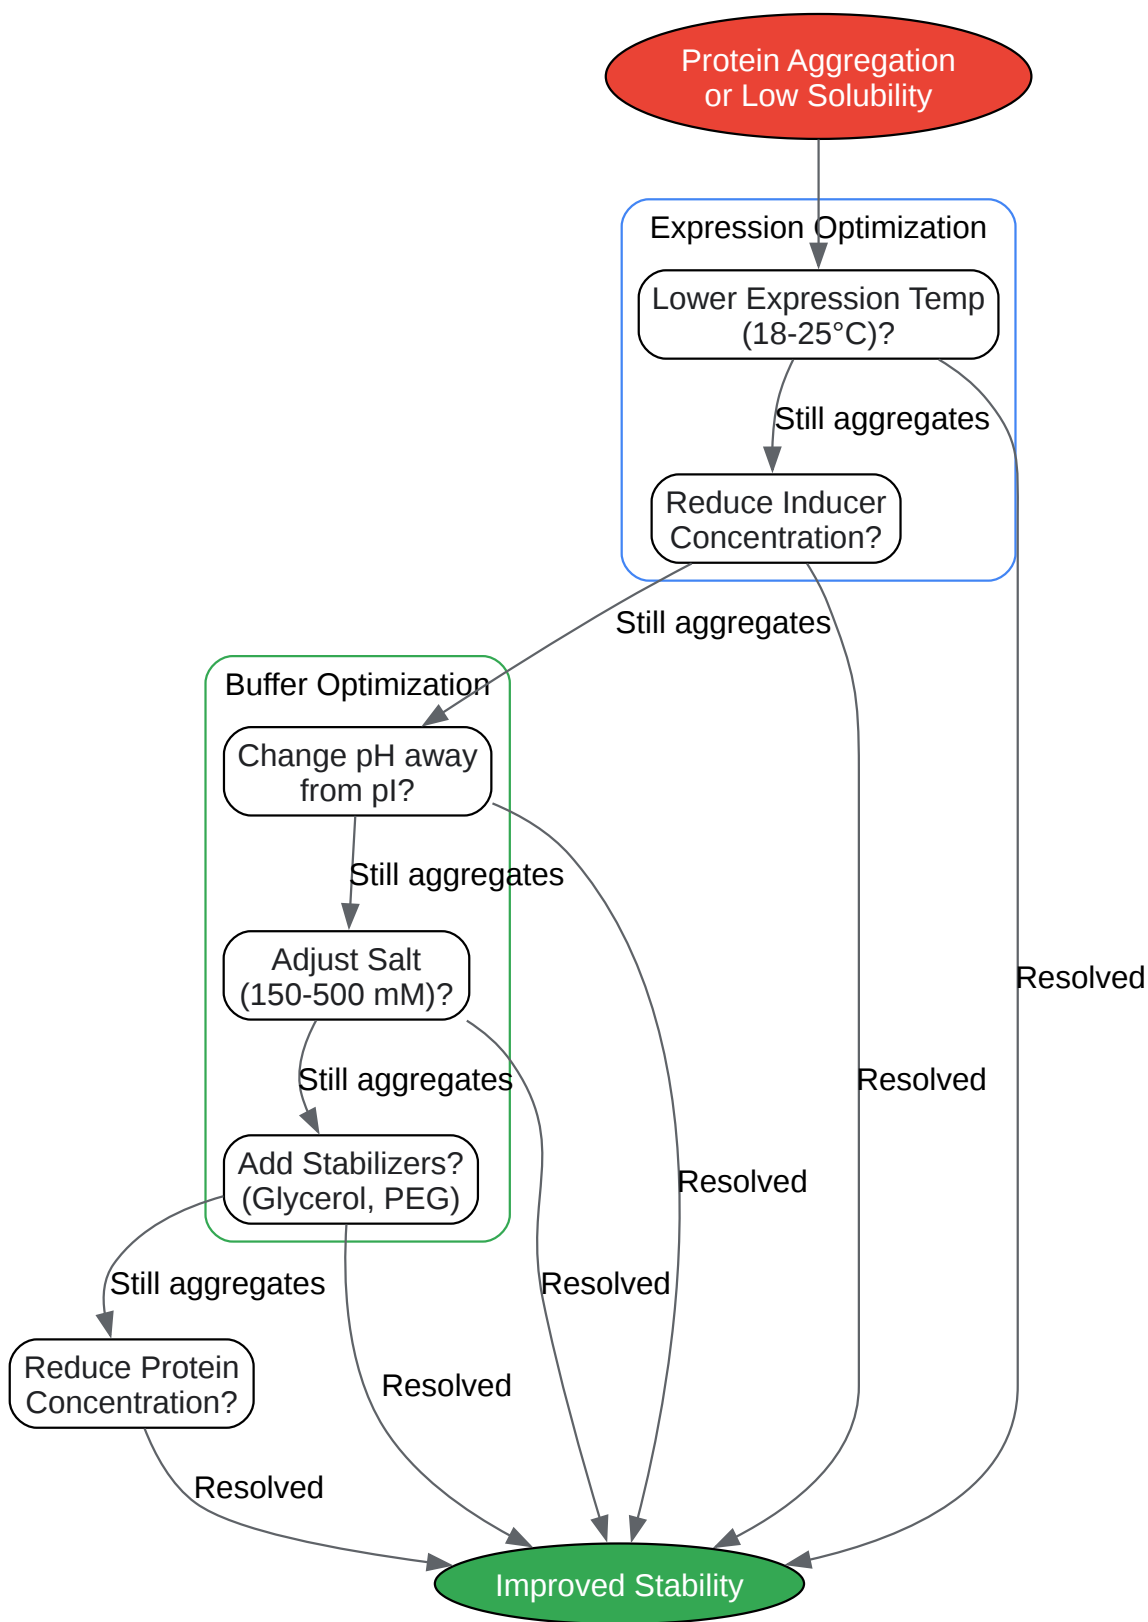 Protein Aggregation
or Low Solubility
Expression Optimization
Lower Expression Temp
(18-25°C)?
Still aggregates
Reduce Inducer
Concentration?
Still aggregates
Buffer Optimization
Change pH away
from pI?
Still aggregates
Adjust Salt
(150-500 mM)?
Resolved
Still aggregates
Resolved
Add Stabilizers?
(Glycerol, PEG)
Resolved
Still aggregates
Resolved
Reduce Protein
Concentration?
Resolved
Resolved
Improved Stability